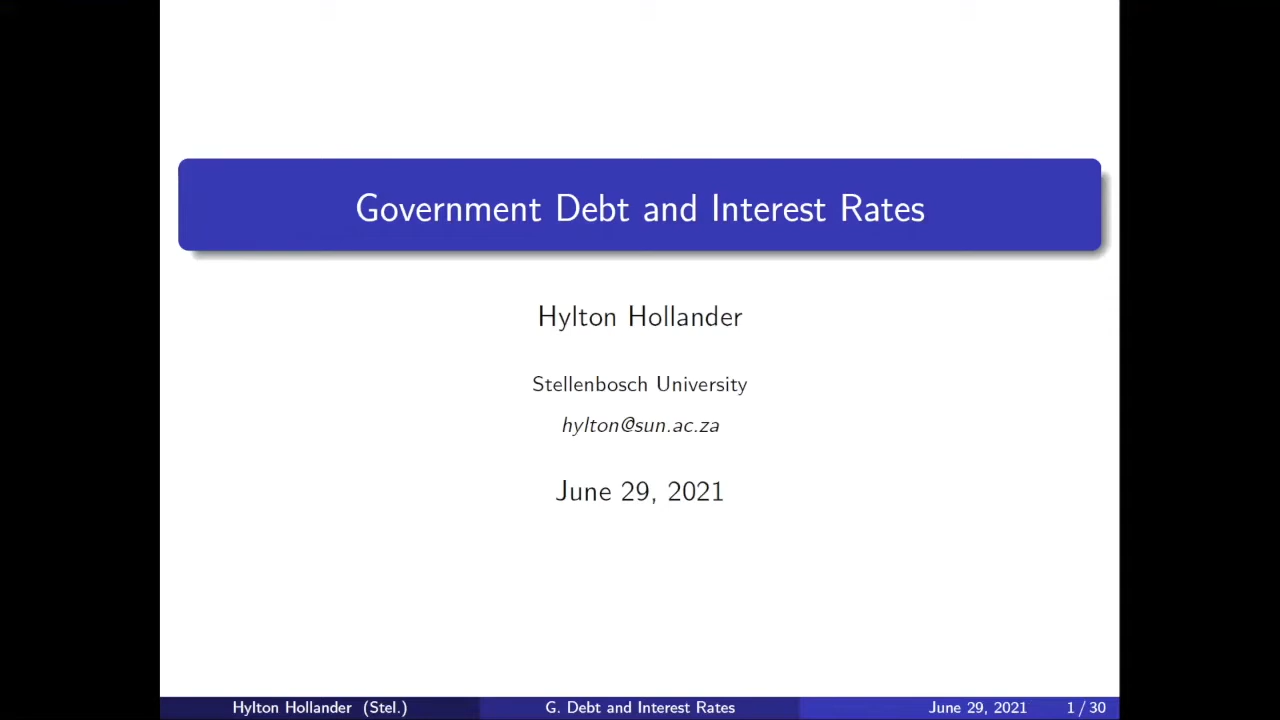 Government Debt and Interest Rates
Hylton Hollander
Stellenbosch University
hylton@sun.ac.za
June 29, 2021
Hylton Hollander (Stel.) G. Debt and Interest Rates June 29, 2021 1 / 30